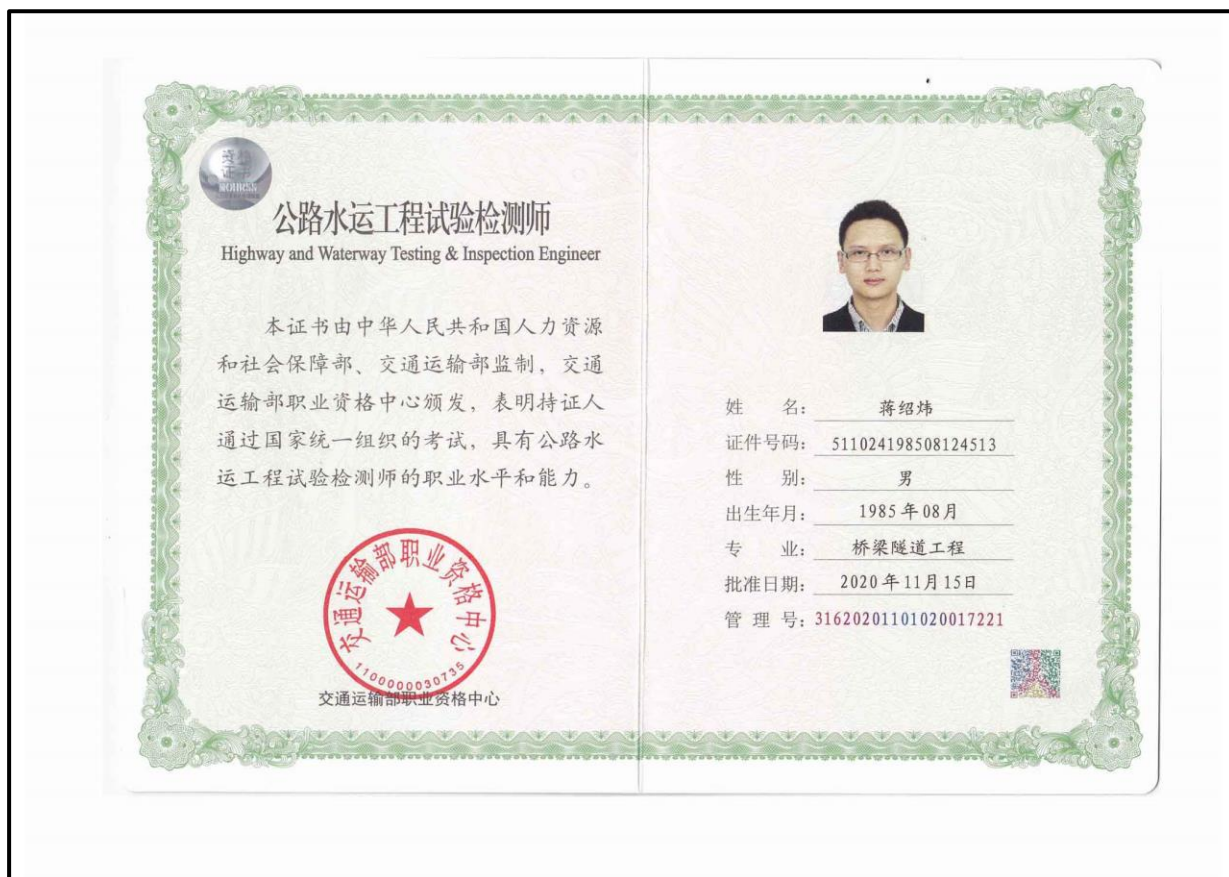 资格
证书
公路水运工程试验检测师
Highway and Waterway Testing & Inspection Engineer
本证书由中华人民共和国人力资源
和社会保障部、交通运输部监制，交通
运输部职业资格中心颁发，表明持证人
通过国家统一组织的考试，具有公路水
运工程试验检测师的职业水平和能力。
交通运输部职业资格中心
1100000030735
交通运输部职业资格中心
姓 名： 蒋绍炜
证件号码： 511024198508124513
性 别： 男
出生年月： 1985年08月
专 业： 桥梁隧道工程
批准日期： 2020年11月15日
管 理 号： 31620201101020017221